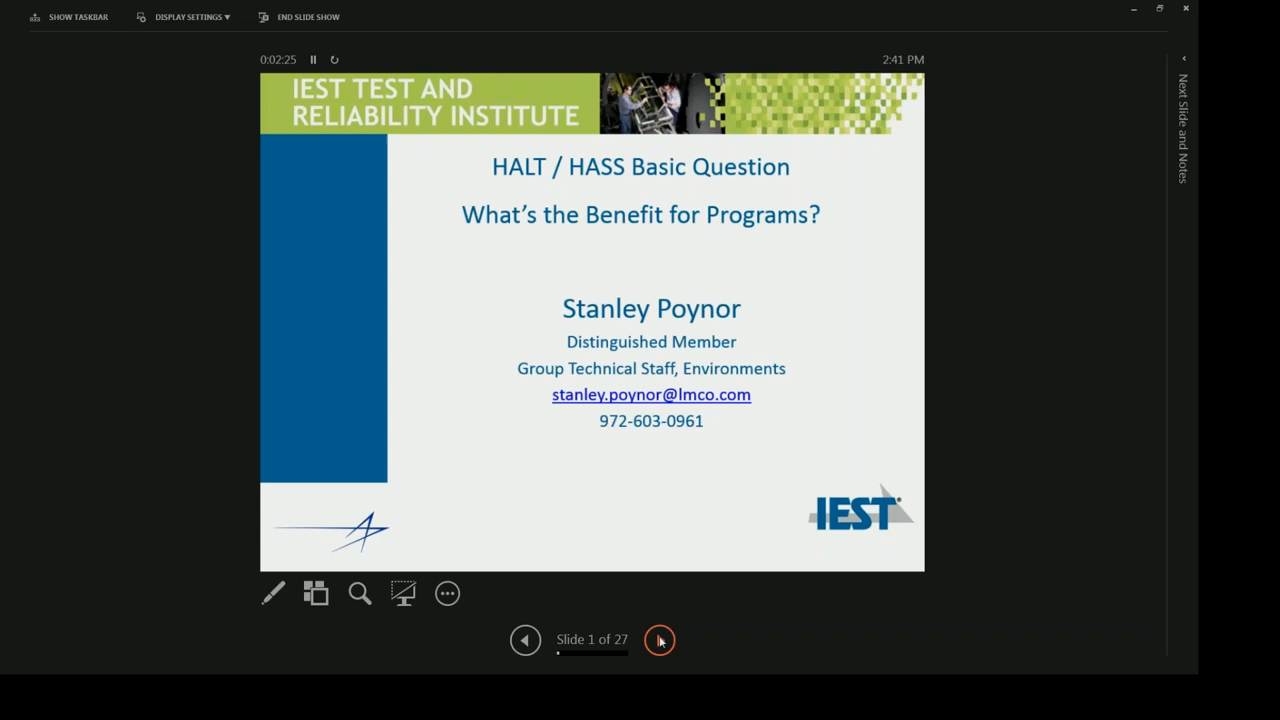 SHOW TASKBAR
DISPLAY SETTINGS ▾
END SLIDE SHOW
0:02:25
2:41 PM
IEST TEST AND
RELIABILITY INSTITUTE
HALT / HASS Basic Question
What's the Benefit for Programs?
Stanley Poynor
Distinguished Member
Group Technical Staff, Environments
stanley.poynor@lmco.com
972-603-0961
IEST
Slide 1 of 27
Next Slide and Notes